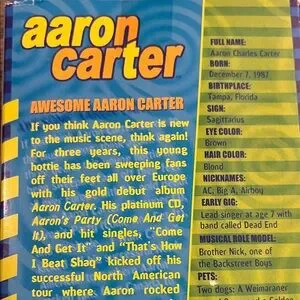 aaron
carter
AWESOME AARON CARTER
If you think Aaron Carter is new
to the music scene, think again!
For three years, this young
hottie has been sweeping fans
off their feet all over Europe
with his gold debut album
Aaron Carter. His platinum CD,
Aaron's Party (Come And Get
It), and hit singles, "Come
And Get It" and "That's How
I Beat Shaq" kicked off his
successful North American
tour where Aaron rocked
FULL NAME:
Aaron Charles Carter
BORN:
December 7, 1987
BIRTHPLACE:
Tampa, Florida
SIGN:
Sagittarius
EYE COLOR:
Brown
HAIR COLOR:
Blond
NICKNAMES:
AC, Big A, Airboy
EARLY GIG:
Lead singer at age 7 with
band called Dead End
MUSICAL ROLE MODEL:
Brother Nick, one of
the Backstreet Boys
PETS:
Two dogs: A Weimaraner